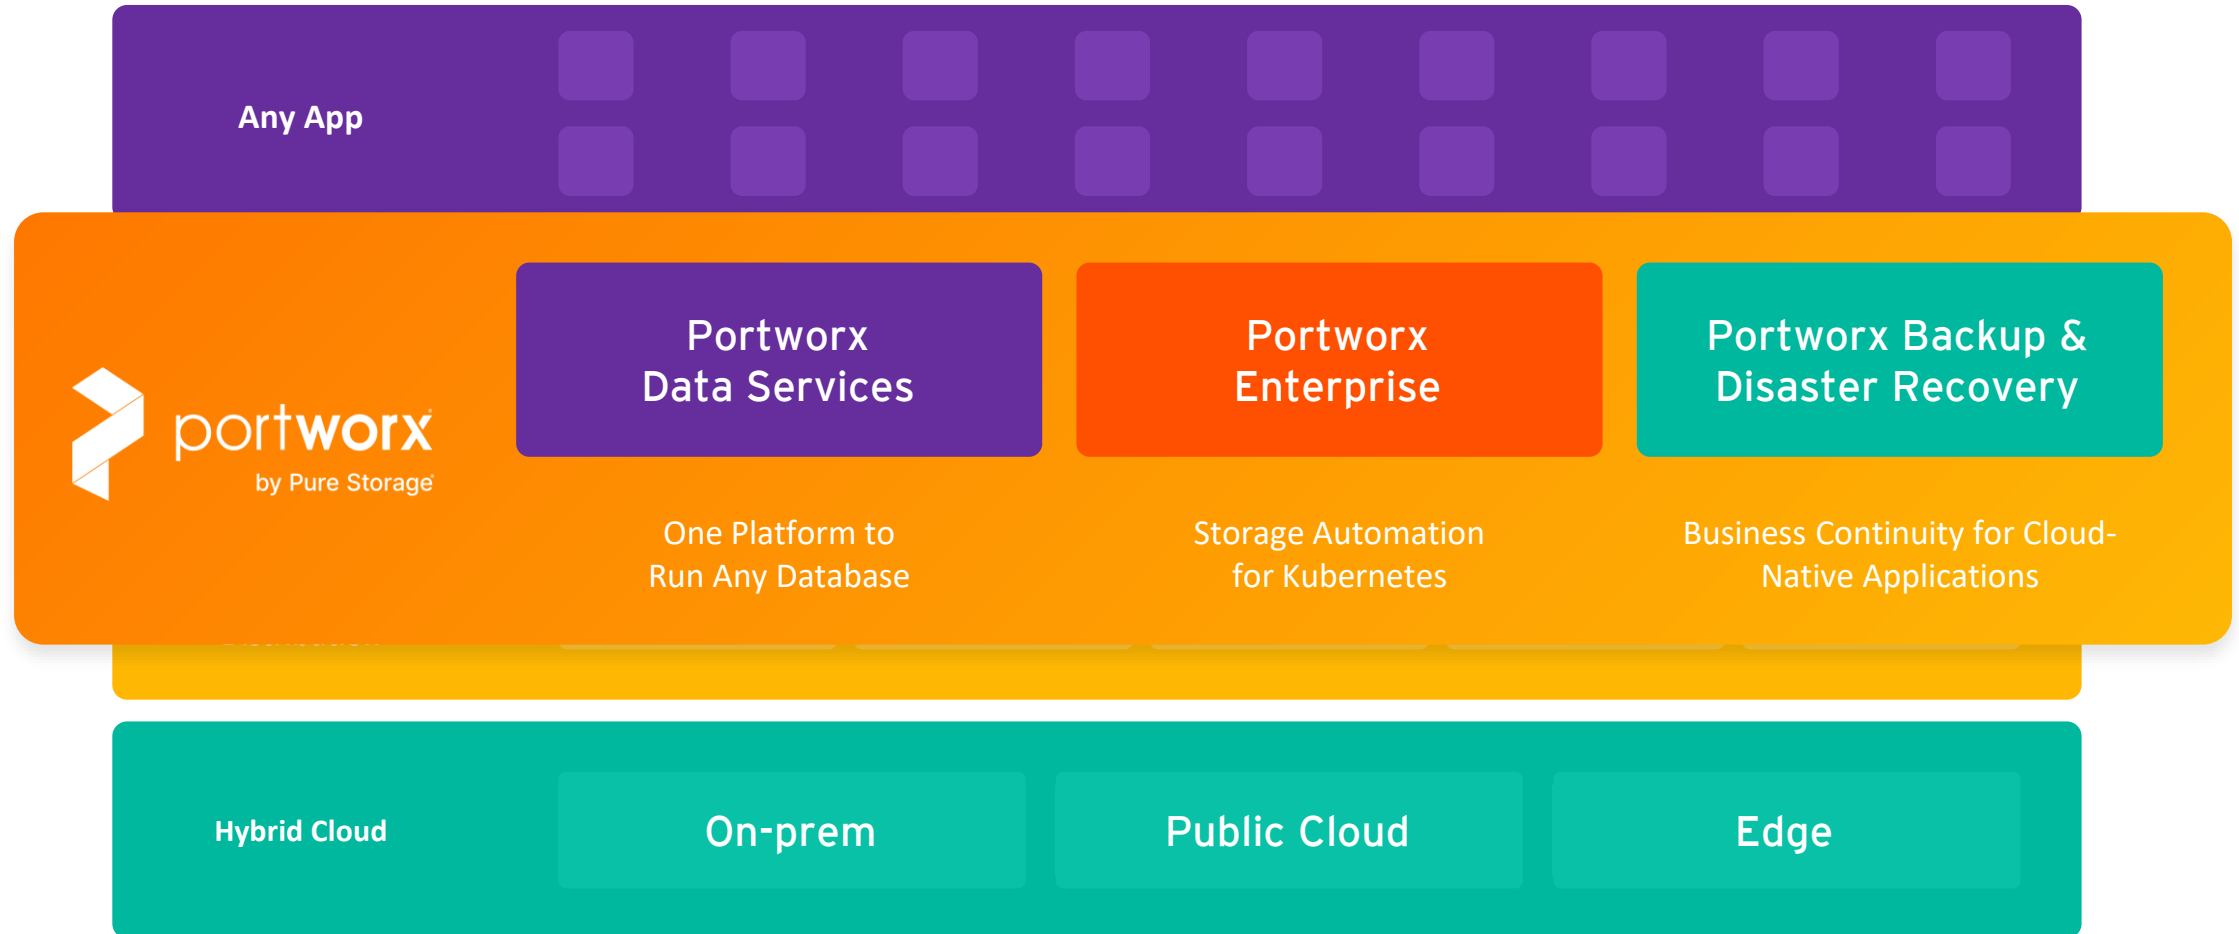 Any App
portworx
by Pure Storage
Portworx
Data Services
One Platform to
Run Any Database
Portworx
Enterprise
Storage Automation
for Kubernetes
Portworx Backup &
Disaster Recovery
Business Continuity for Cloud-
Native Applications
Hybrid Cloud
On-prem
Public Cloud
Edge